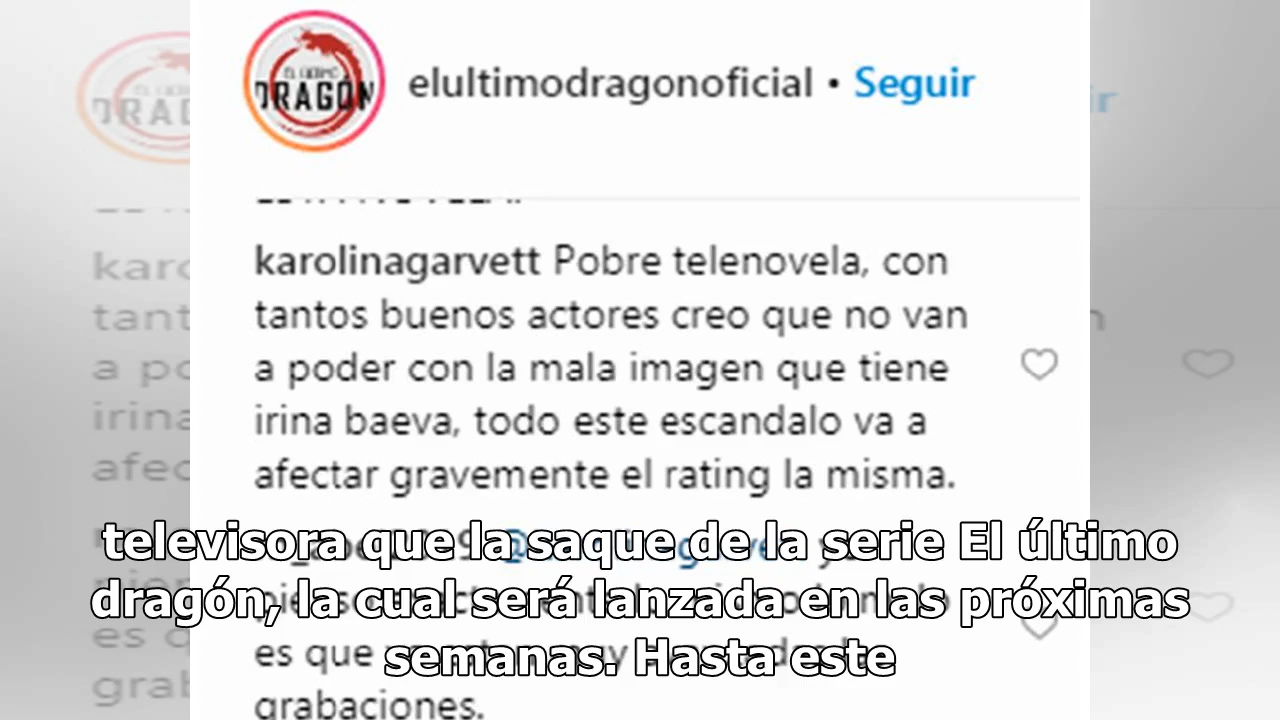 DRAGÓN
elultimodragonoficial • Seguir
karolinagarvett Pobre telenovela, con
tantos buenos actores creo que no van
a poder con la mala imagen que tiene
irina baeva, todo este escandalo va a
afectar gravemente el rating la misma.
televisora que la saque de la serie El último
dragón, la cual será lanzada en las próximas
es que
semanas. Hasta este
grabaciones.